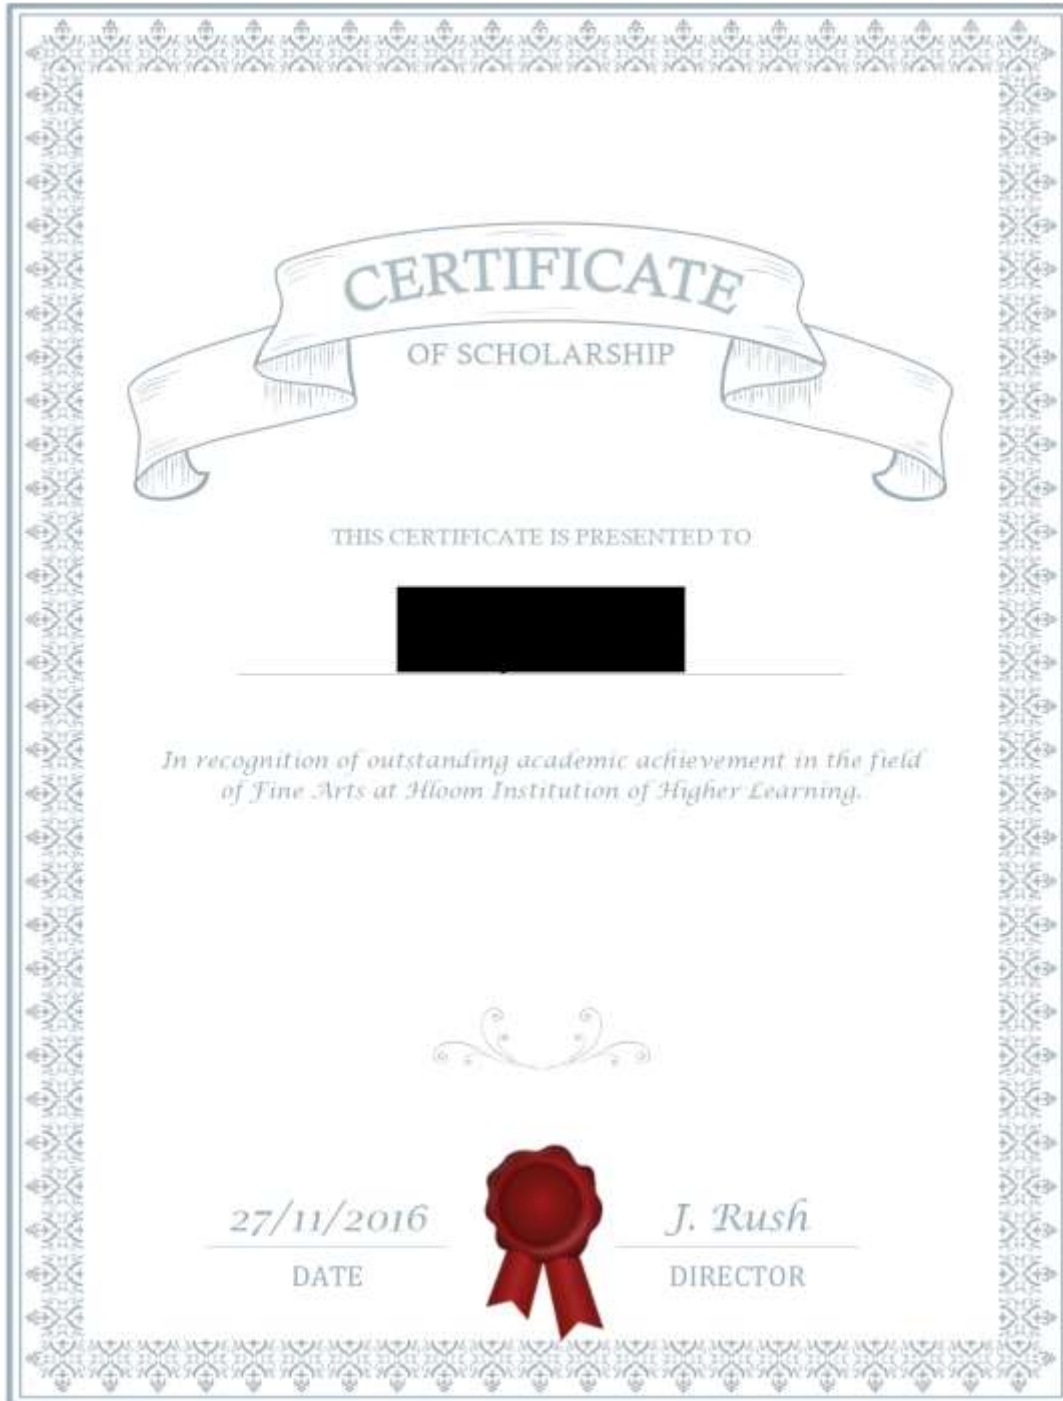 CERTIFICATE
OF SCHOLARSHIP
THIS CERTIFICATE IS PRESENTED TO
In recognition of outstanding academic achievement in the field
of Fine Arts at Hloom Institution of Higher Learning.
27/11/2016
J. Rush
DATE
DIRECTOR